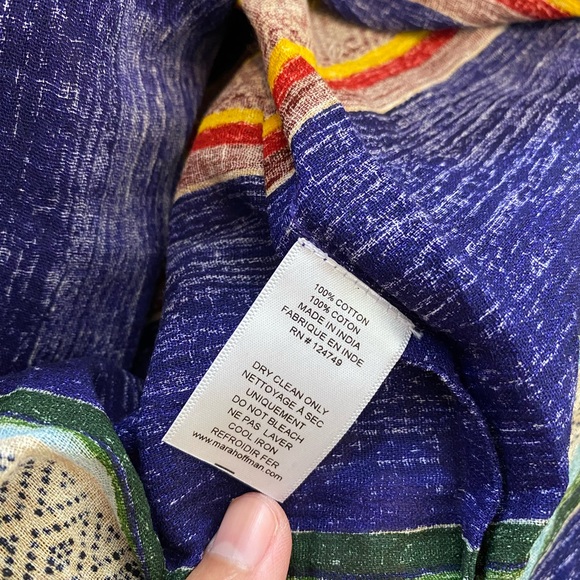 100% COTTON
100% COTON
MADE IN INDIA
FABRIQUE EN INDE
RN # 124749
DRY CLEAN ONLY
NETTOYAGE Á SEC
UNIQUEMENT
DO NOT BLEACH
NE PAS LAVER
COOL IRON
REFROIDIR FER
www.marahoffman.com